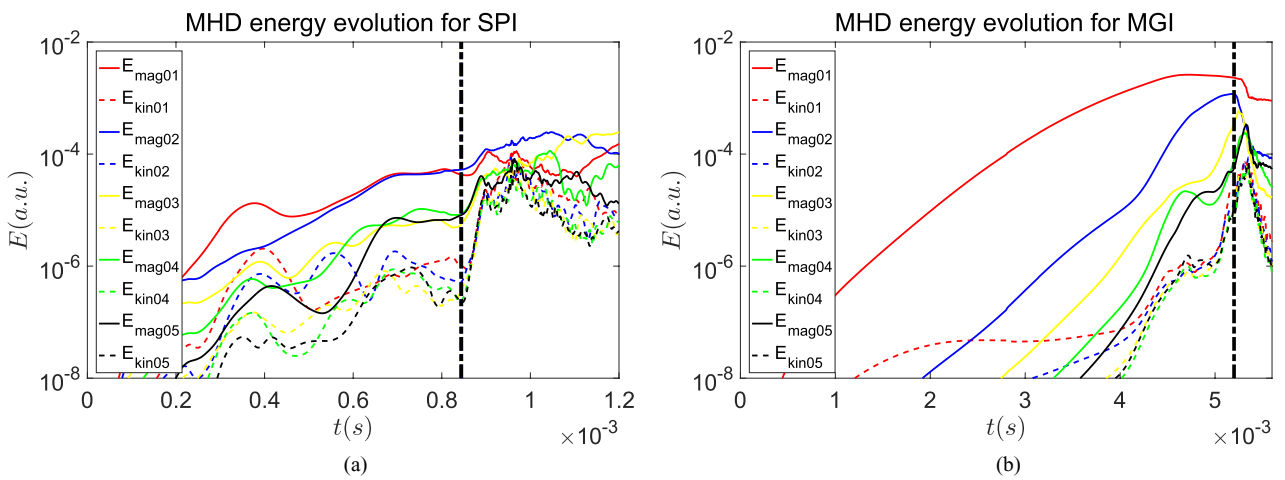 MHD energy evolution for SPI
10^-2
10^-4
10^-6
10^-8
E(a.u.)
E_mag01
E_kin01
E_mag02
E_kin02
E_mag03
E_kin03
E_mag04
E_kin04
E_mag05
E_kin05
0 0.2 0.4 0.6 0.8 1 1.2
t(s)
×10^-3
(a)
MHD energy evolution for MGI
10^-2
10^-4
10^-6
10^-8
E(a.u.)
E_mag01
E_kin01
E_mag02
E_kin02
E_mag03
E_kin03
E_mag04
E_kin04
E_mag05
E_kin05
0 1 2 3 4 5
t(s)
×10^-3
(b)